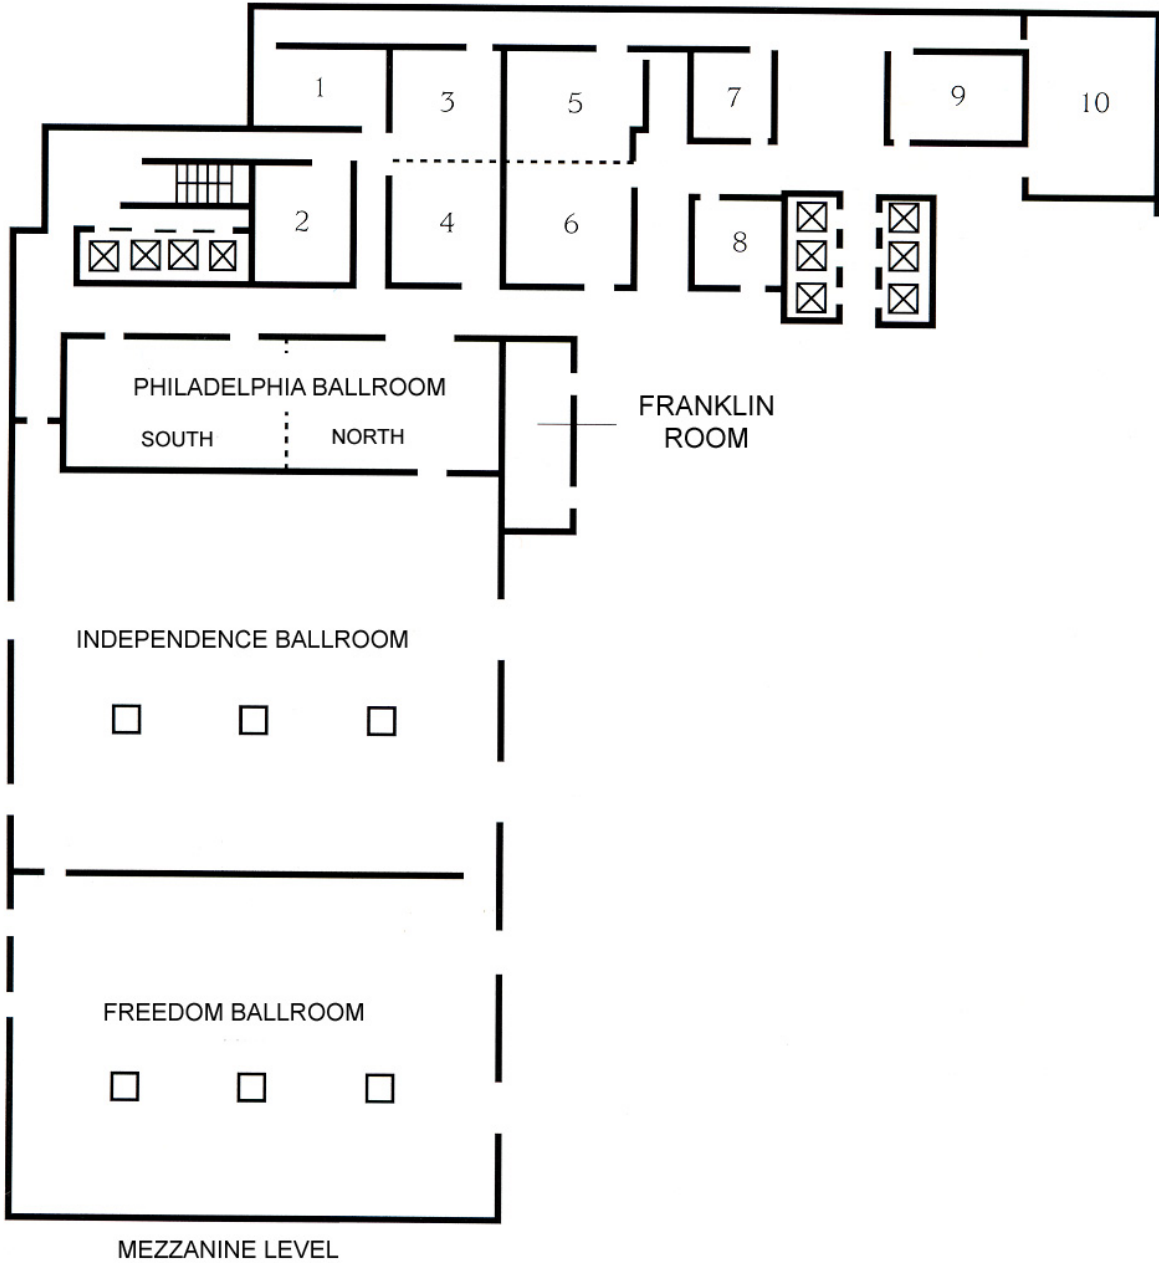 1
3
5
7
9
10
2
4
6
8
PHILADELPHIA BALLROOM
SOUTH
NORTH
FRANKLIN
ROOM
INDEPENDENCE BALLROOM
FREEDOM BALLROOM
MEZZANINE LEVEL